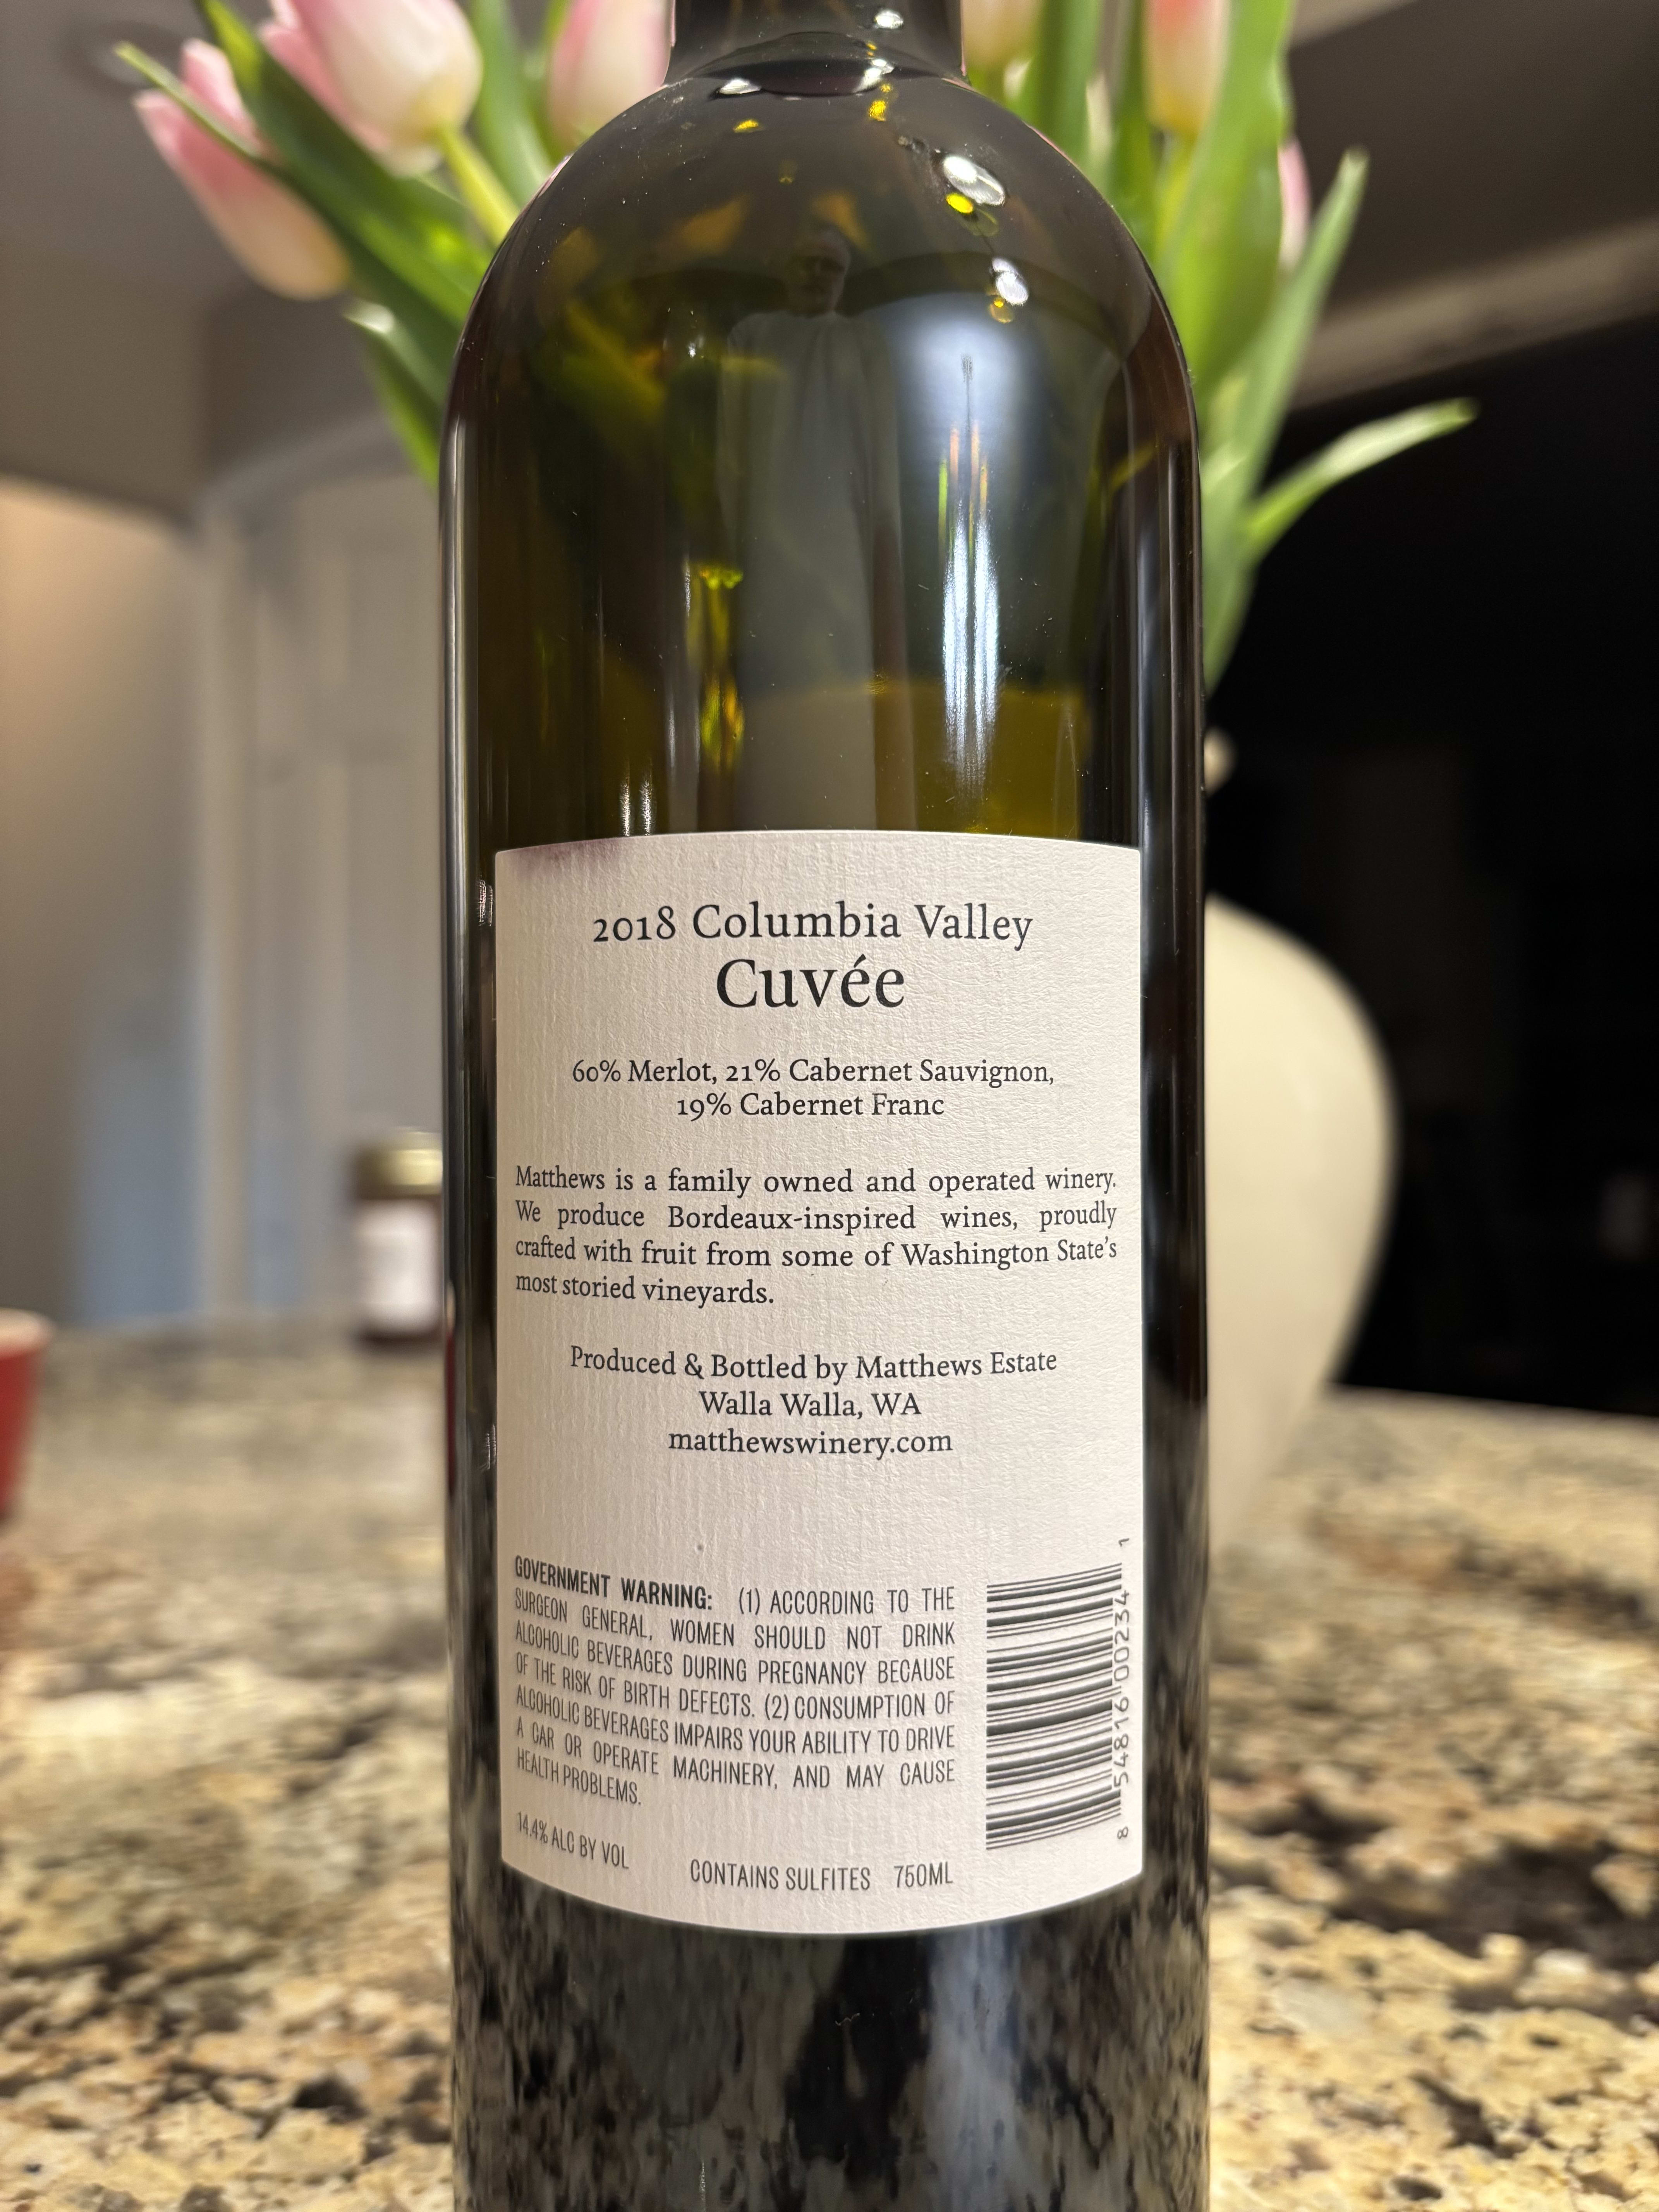 2018 Columbia Valley
Cuvée
60% Merlot, 21% Cabernet Sauvignon,
19% Cabernet Franc
Matthews is a family owned and operated winery.
We produce Bordeaux-inspired wines, proudly
crafted with fruit from some of Washington State's
most storied vineyards.
Produced & Bottled by Matthews Estate
Walla Walla, WA
matthewswinery.com
GOVERNMENT WARNING: (1) ACCORDING TO THE
SURGEON GENERAL, WOMEN SHOULD NOT DRINK
ALCOHOLIC BEVERAGES DURING PREGNANCY BECAUSE
OF THE RISK OF BIRTH DEFECTS. (2) CONSUMPTION OF
ALCOHOLIC BEVERAGES IMPAIRS YOUR ABILITY TO DRIVE
A CAR OR OPERATE MACHINERY, AND MAY CAUSE
HEALTH PROBLEMS.
14.4% ALC BY VOL
CONTAINS SULFITES 750ML
8 54816 00234 1